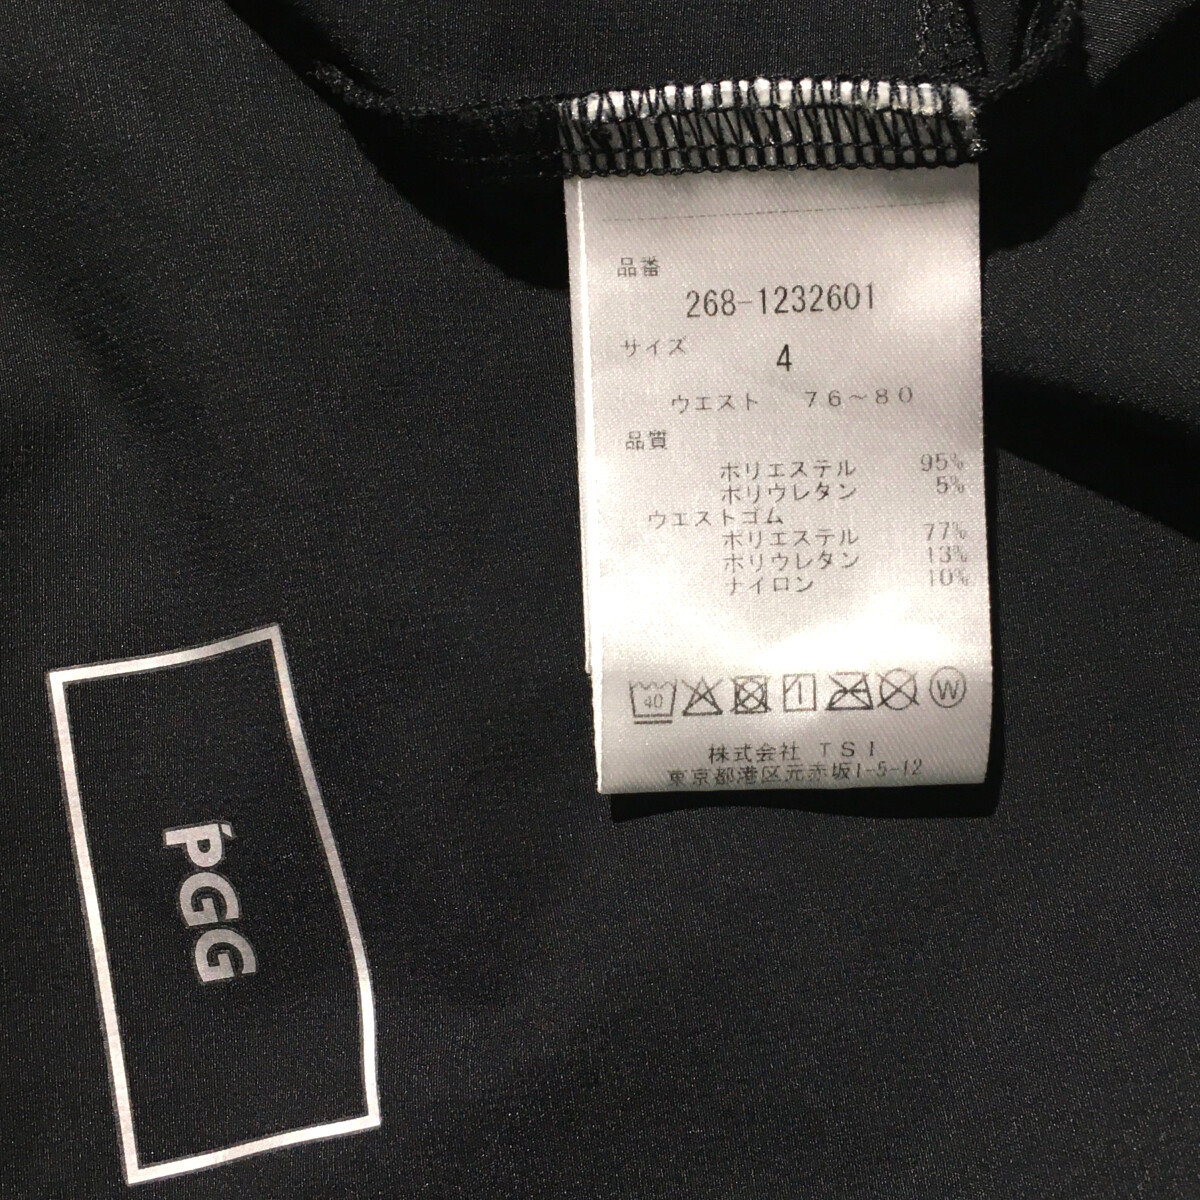 品番
268-1232601
サイズ 4
ウエスト 76~80
品質
ポリエステル 95%
ポリウレタン 5%
ウエストゴム
ポリエステル 77%
ポリウレタン 13%
ナイロン 10%
40 W
株式会社 TSI
東京都港区元赤坂1-5-12
PGG